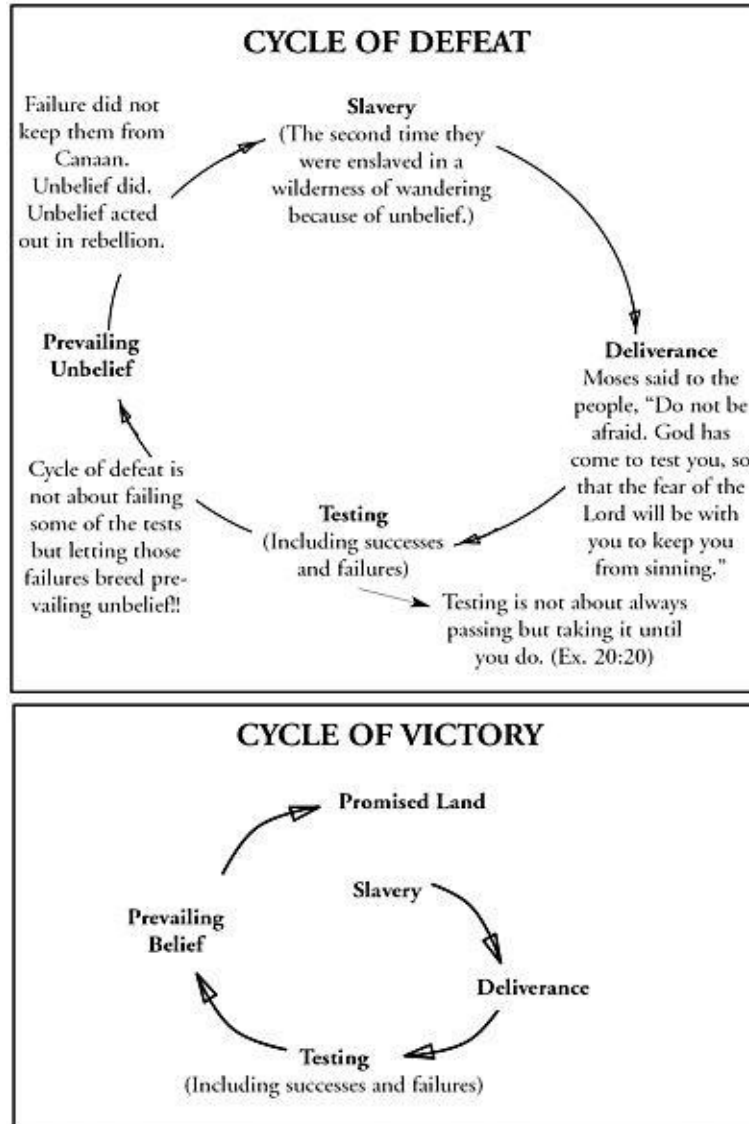 CYCLE OF DEFEAT
Failure did not
keep them from
Canaan.
Unbelief did.
Unbelief acted
out in rebellion.
Slavery
(The second time they
were enslaved in a
wilderness of wandering
because of unbelief.)
Deliverance
Moses said to the
people, “Do not be
afraid. God has
come to test you, so
that the fear of the
Lord will be with
you to keep you
from sinning.”
Testing
(Including successes
and failures)
Testing is not about always
passing but taking it until
you do. (Ex. 20:20)
Prevailing
Unbelief
Cycle of defeat is
not about failing
some of the tests
but letting those
failures breed pre-
vailing unbelief!!
CYCLE OF VICTORY
Promised Land
Slavery
Deliverance
Testing
(Including successes and failures)
Prevailing
Belief